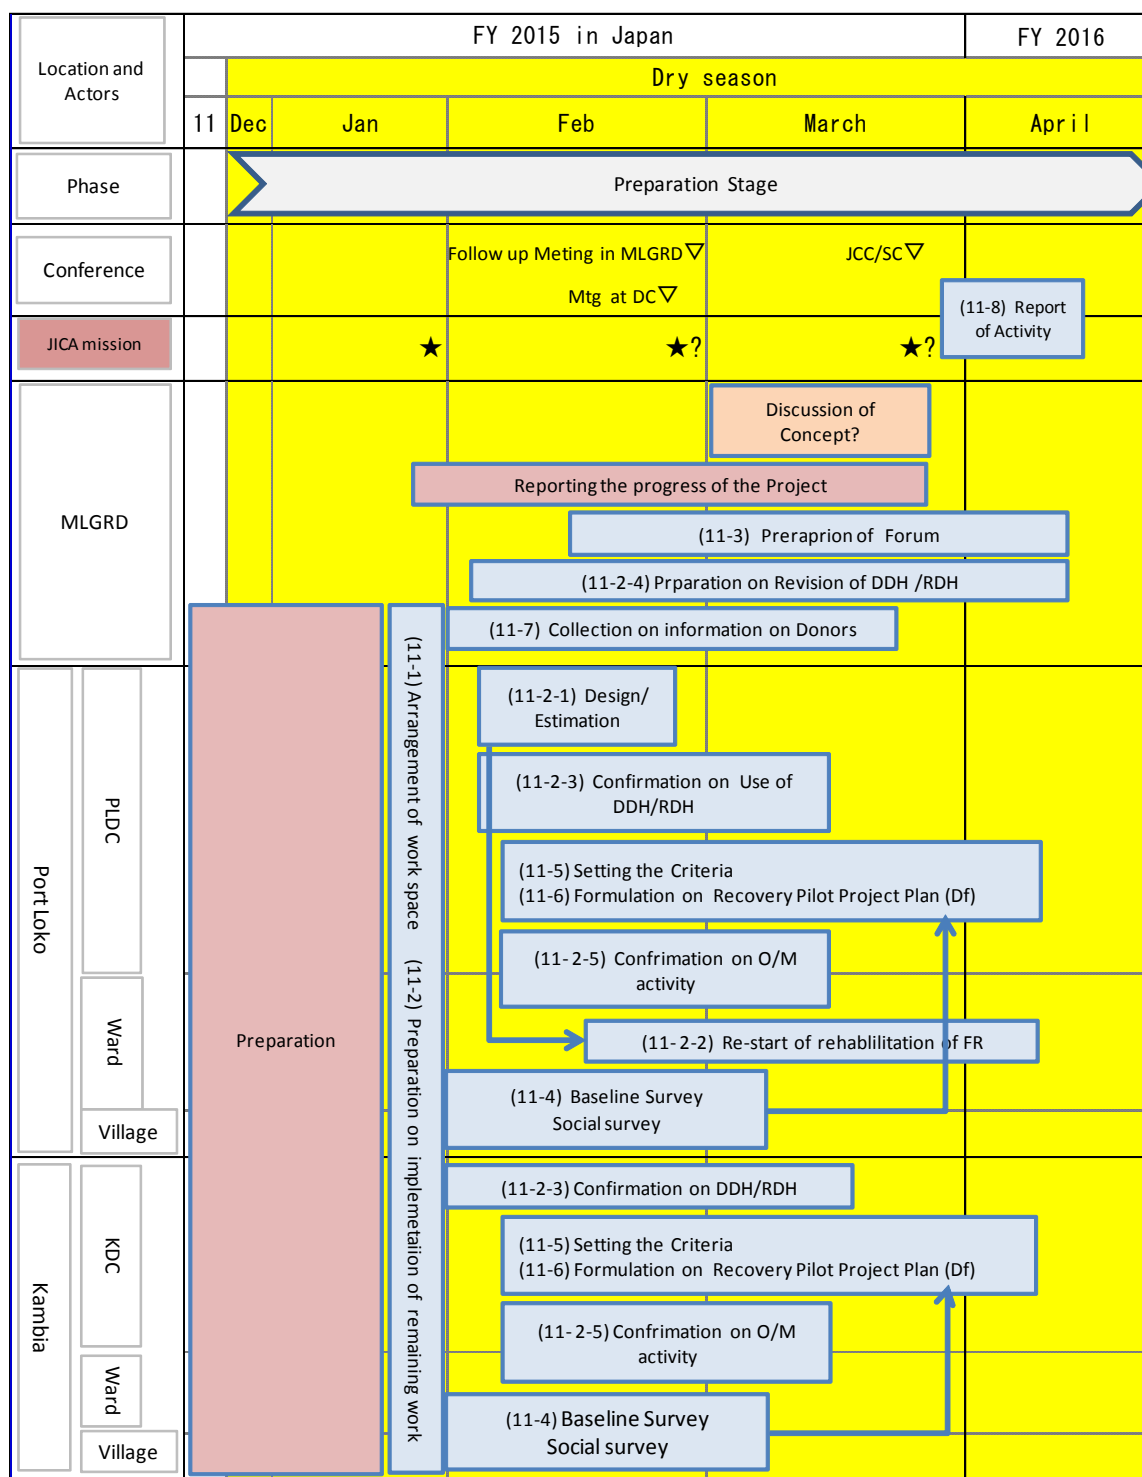 Location and
Actors
FY 2015 in Japan
FY 2016
Dry season
11
Dec
Jan
Feb
March
April
Phase
Preparation Stage
Conference
Follow up Meting in MLGRD▽
JCC/SC▽
Mtg at DC▽
(11-8) Report
of Activity
JICA mission
★
★?
★?
MLGRD
Discussion of
Concept?
Reporting the progress of the Project
(11-3) Preraprion of Forum
(11-2-4) Prparation on Revision of DDH /RDH
(11-7) Collection on information on Donors
Preparation
(11-1) Arrangement of work space (11-2) Preparation on implemetaiion of remaining work
Port Loko
PLDC
(11-2-1) Design/
Estimation
(11-2-3) Confirmation on Use of
DDH/RDH
(11-5) Setting the Criteria
(11-6) Formulation on Recovery Pilot Project Plan (Df)
(11- 2-5) Confrimation on O/M
activity
Ward
(11- 2-2) Re-start of rehablilitation of FR
(11-4) Baseline Survey
Social survey
Village
Kambia
KDC
(11-2-3) Confirmation on DDH/RDH
(11-5) Setting the Criteria
(11-6) Formulation on Recovery Pilot Project Plan (Df)
(11- 2-5) Confrimation on O/M
activity
Ward
(11-4) Baseline Survey
Social survey
Village